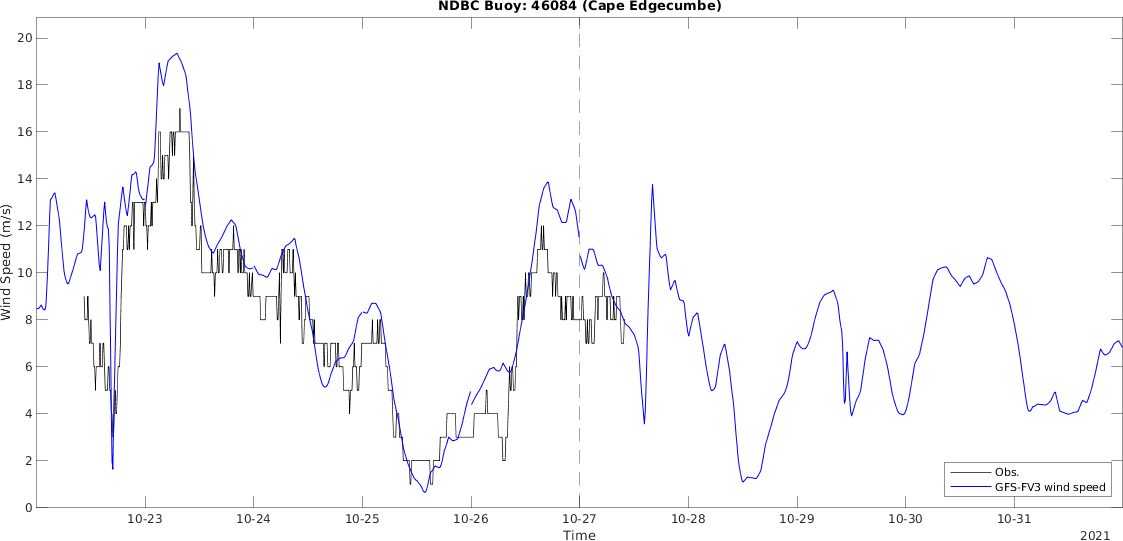 NDBC Buoy: 46084 (Cape Edgecumbe)
20
18
16
14
12
10
8
6
4
2
0
Wind Speed (m/s)
Obs.
GFS-FV3 wind speed
10-23 10-24 10-25 10-26 10-27 10-28 10-29 10-30 10-31
Time
2021